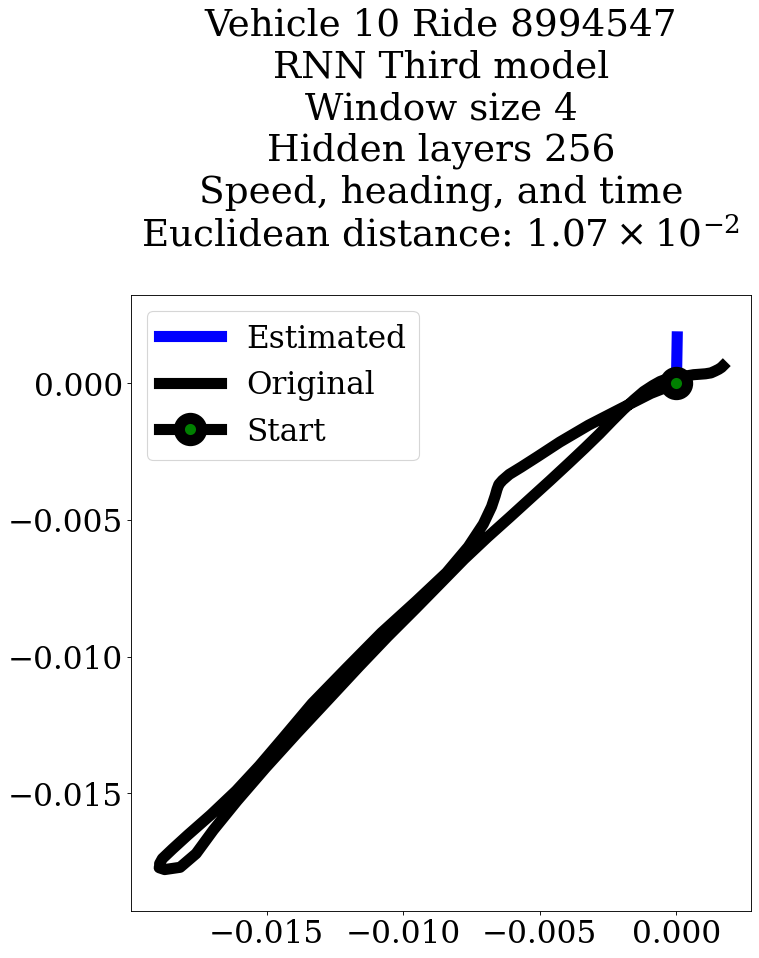 Vehicle 10 Ride 8994547
RNN Third model
Window size 4
Hidden layers 256
Speed, heading, and time
Euclidean distance: 1.07 × 10⁻²
Estimated
Original
Start
0.000
−0.005
−0.010
−0.015
−0.015 −0.010 −0.005 0.000